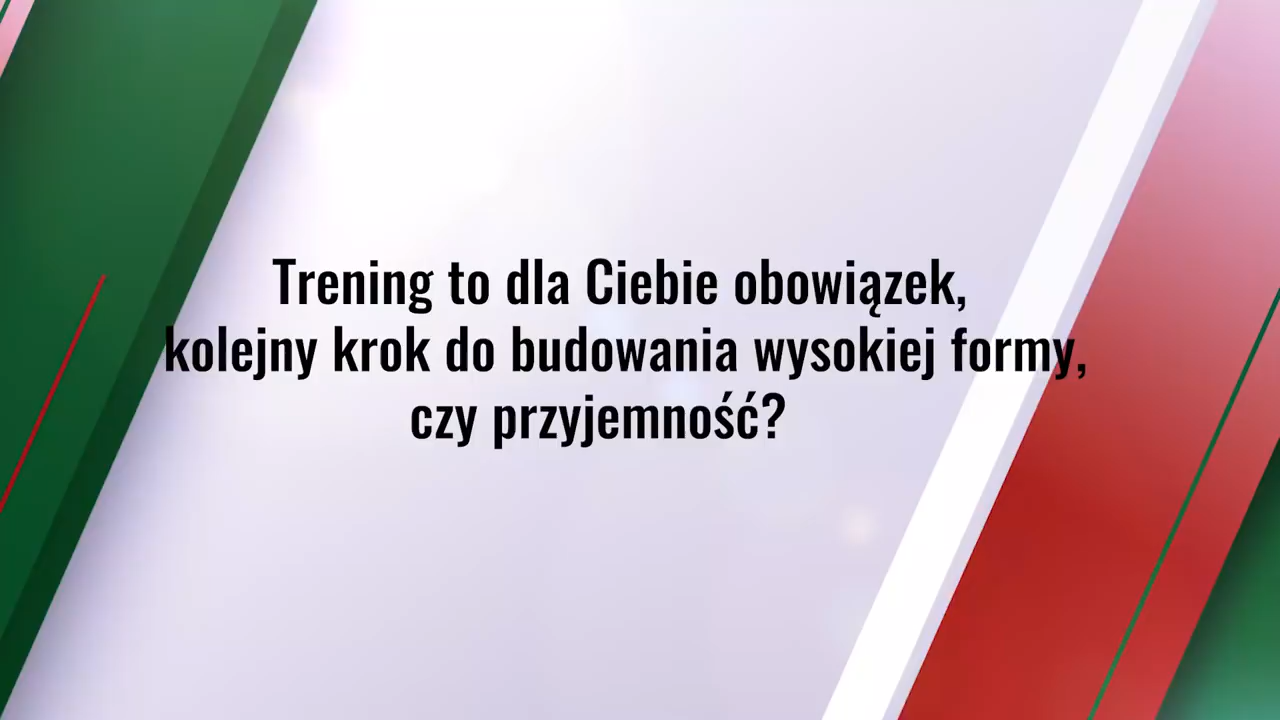 Trening to dla Ciebie obowiązek,
kolejny krok do budowania wysokiej formy,
czy przyjemność?